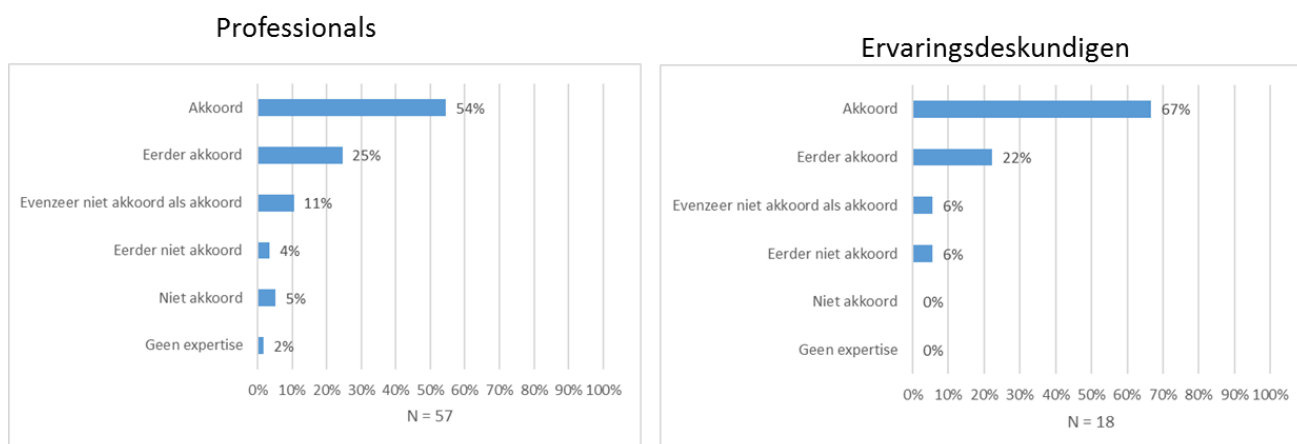 Professionals
Akkoord 54%
Eerder akkoord 25%
Evenzeer niet akkoord als akkoord 11%
Eerder niet akkoord 4%
Niet akkoord 5%
Geen expertise 2%
0% 10% 20% 30% 40% 50% 60% 70% 80% 90% 100%
N = 57
Ervaringsdeskundigen
Akkoord 67%
Eerder akkoord 22%
Evenzeer niet akkoord als akkoord 6%
Eerder niet akkoord 6%
Niet akkoord 0%
Geen expertise 0%
0% 10% 20% 30% 40% 50% 60% 70% 80% 90% 100%
N = 18